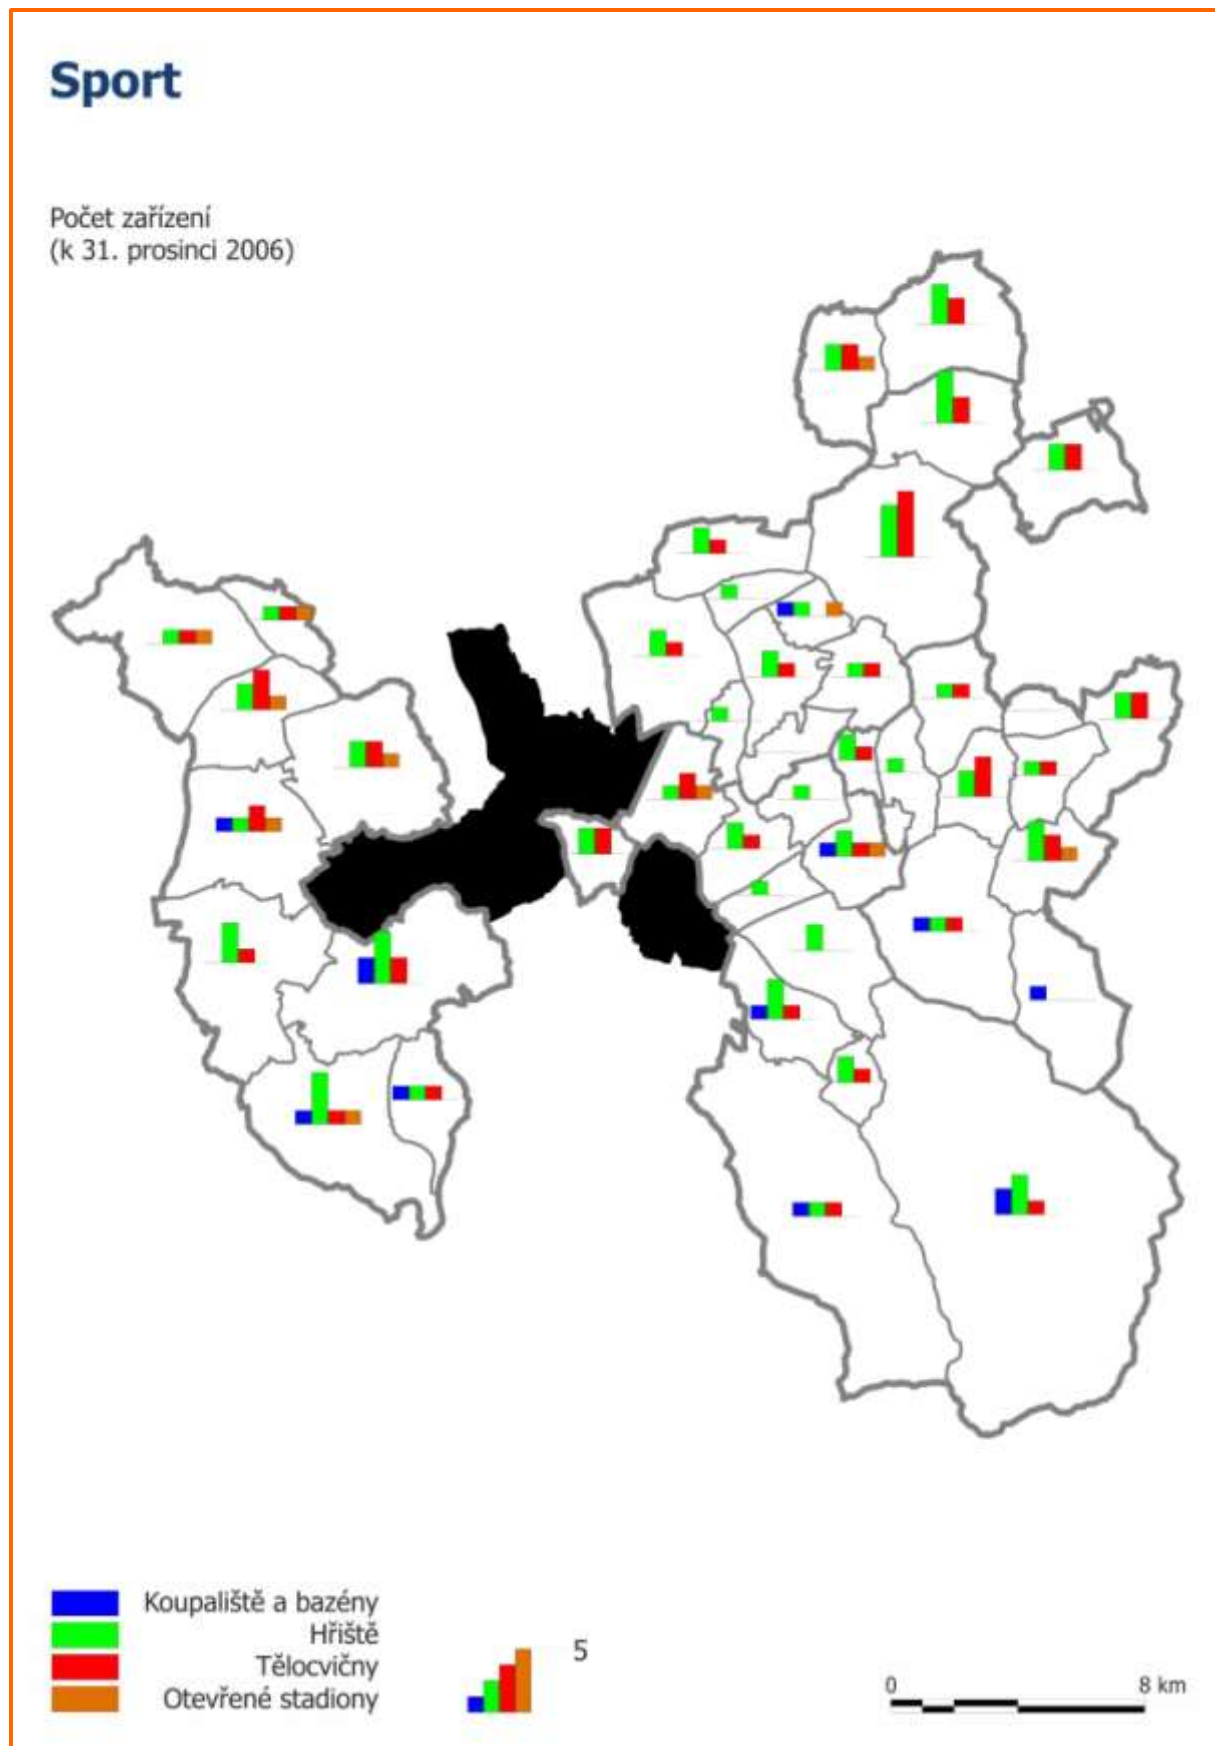 Sport
Počet zařízení
(k 31. prosinci 2006)
Koupaliště a bazény
Hřiště
Tělocvičny
Otevřené stadiony
5
0 8 km